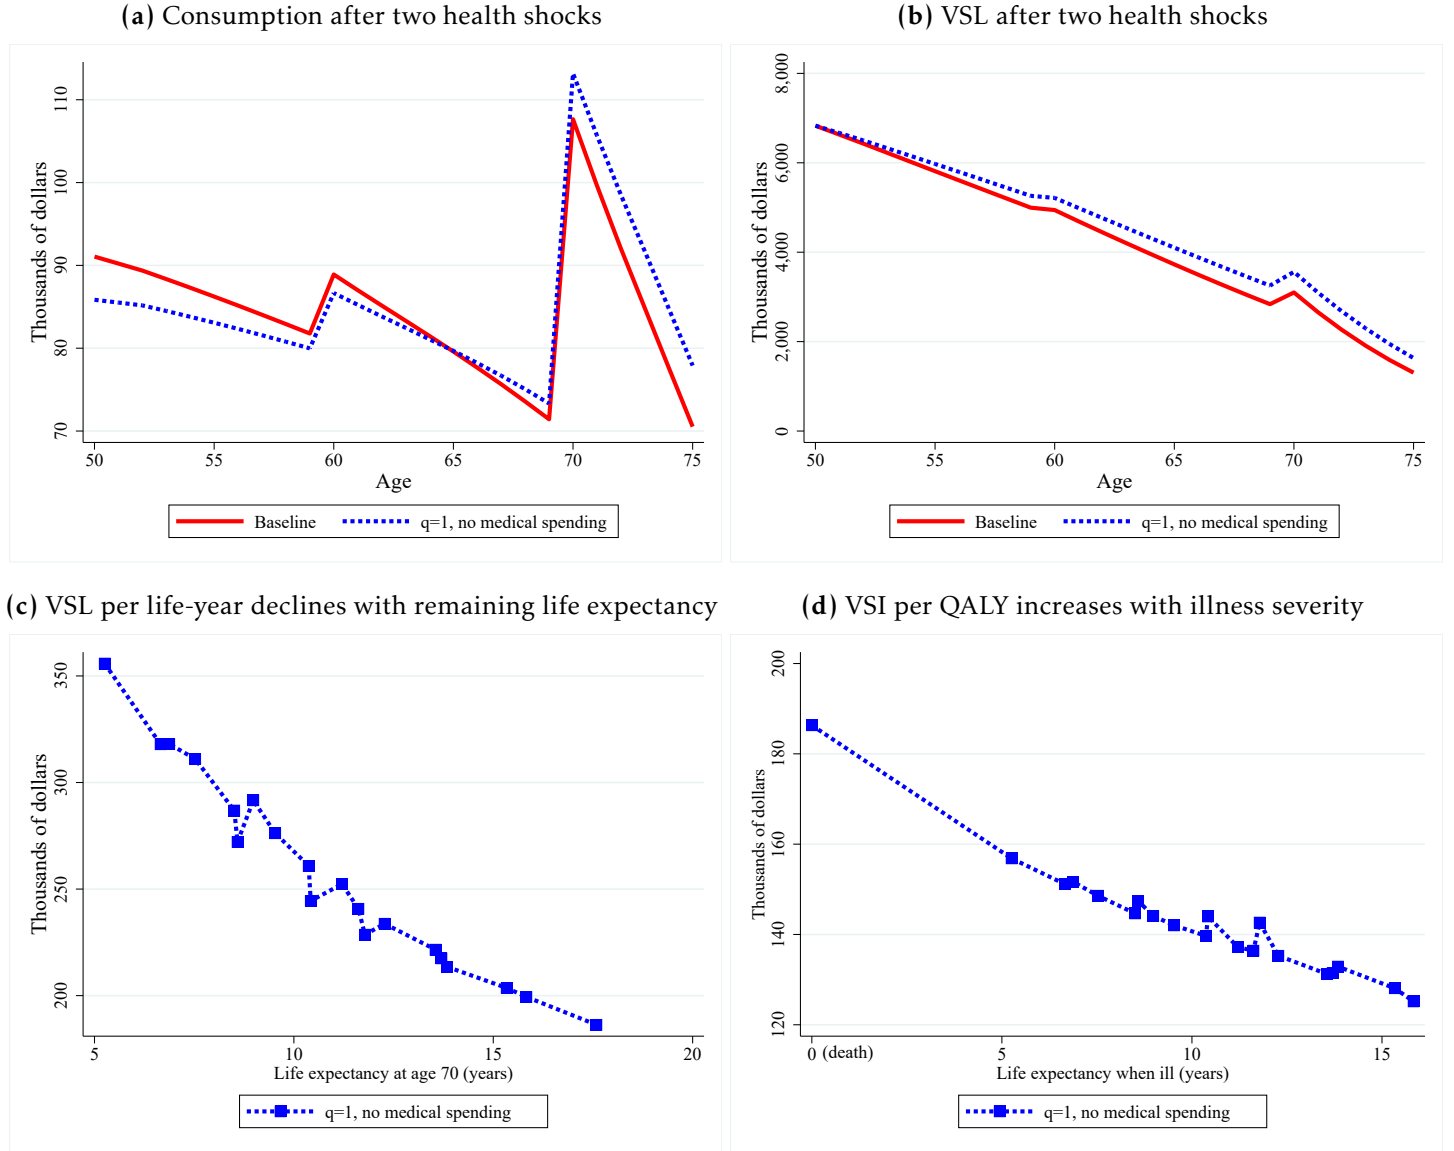 (a) Consumption after two health shocks
Thousands of dollars
110
100
90
80
70
50
55
60
65
70
75
Age
Baseline
q=1, no medical spending
(b) VSL after two health shocks
Thousands of dollars
8,000
6,000
4,000
2,000
0
50
55
60
65
70
75
Age
Baseline
q=1, no medical spending
(c) VSL per life-year declines with remaining life expectancy
Thousands of dollars
350
300
250
200
5
10
15
20
Life expectancy at age 70 (years)
q=1, no medical spending
(d) VSI per QALY increases with illness severity
Thousands of dollars
200
180
160
140
120
0 (death)
5
10
15
Life expectancy when ill (years)
q=1, no medical spending